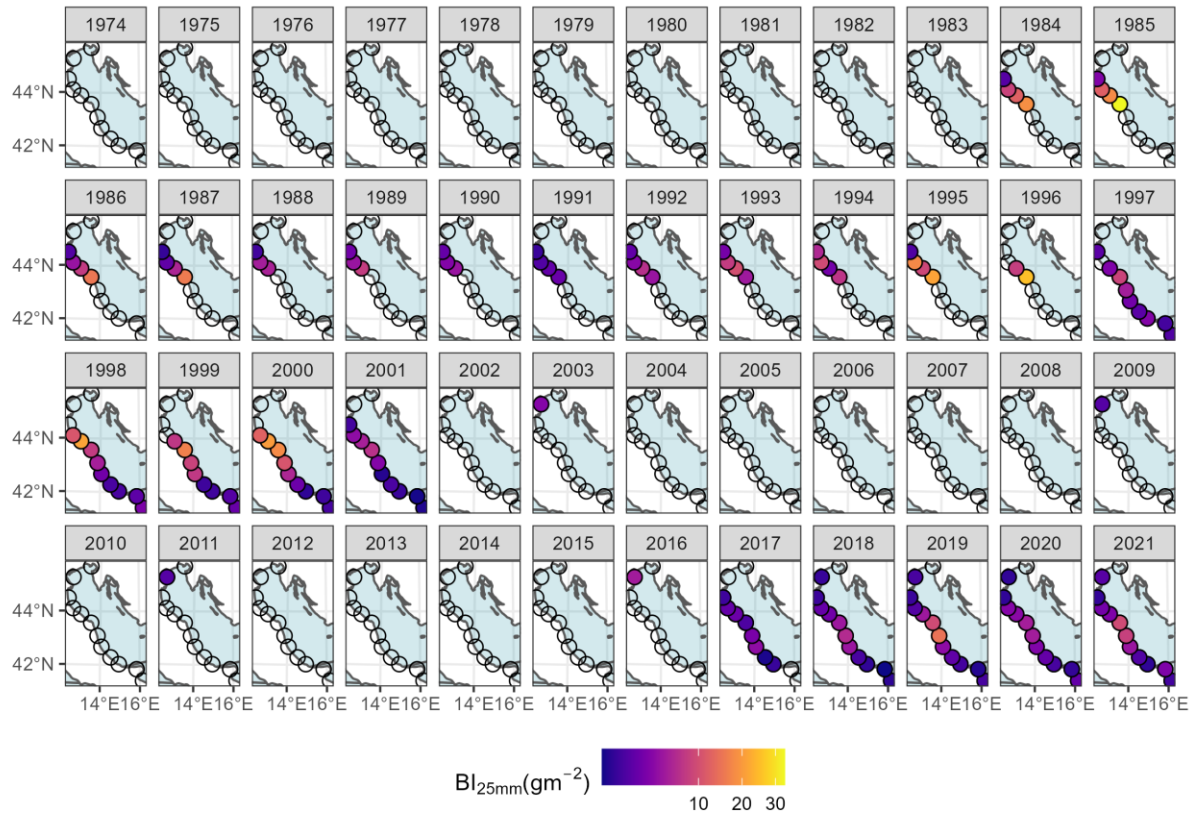 1974 1975 1976 1977 1978 1979 1980 1981 1982 1983 1984 1985
44°N
42°N
1986 1987 1988 1989 1990 1991 1992 1993 1994 1995 1996 1997
44°N
42°N
1998 1999 2000 2001 2002 2003 2004 2005 2006 2007 2008 2009
44°N
42°N
2010 2011 2012 2013 2014 2015 2016 2017 2018 2019 2020 2021
44°N
42°N
14°E16°E 14°E16°E 14°E16°E 14°E16°E 14°E16°E 14°E16°E 14°E16°E 14°E16°E 14°E16°E 14°E16°E 14°E16°E 14°E16°E
BI₂₅ₘₘ(gm⁻²)
10 20 30